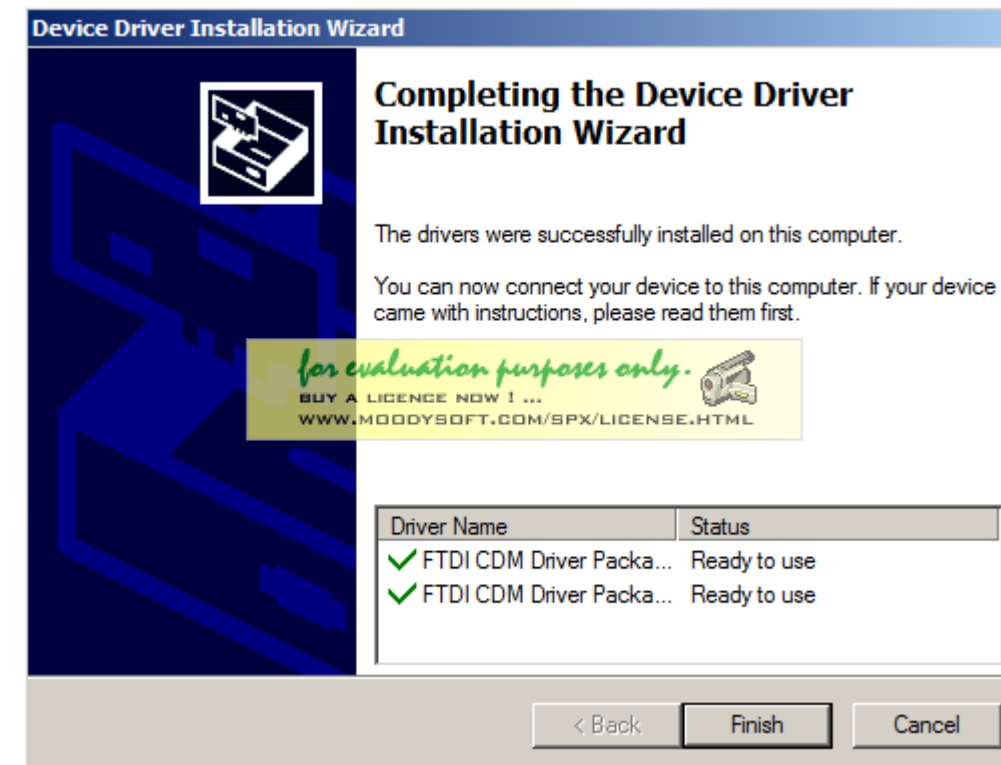 Device Driver Installation Wizard
Completing the Device Driver
Installation Wizard
The drivers were successfully installed on this computer.
You can now connect your device to this computer. If your device
came with instructions, please read them first.
for evaluation purposes only.
BUY A LICENCE NOW ! ...
WWW.MOODYSOFT.COM/SPX/LICENSE.HTML
Driver Name Status
FTDI CDM Driver Packa... Ready to use
FTDI CDM Driver Packa... Ready to use
< Back Finish Cancel